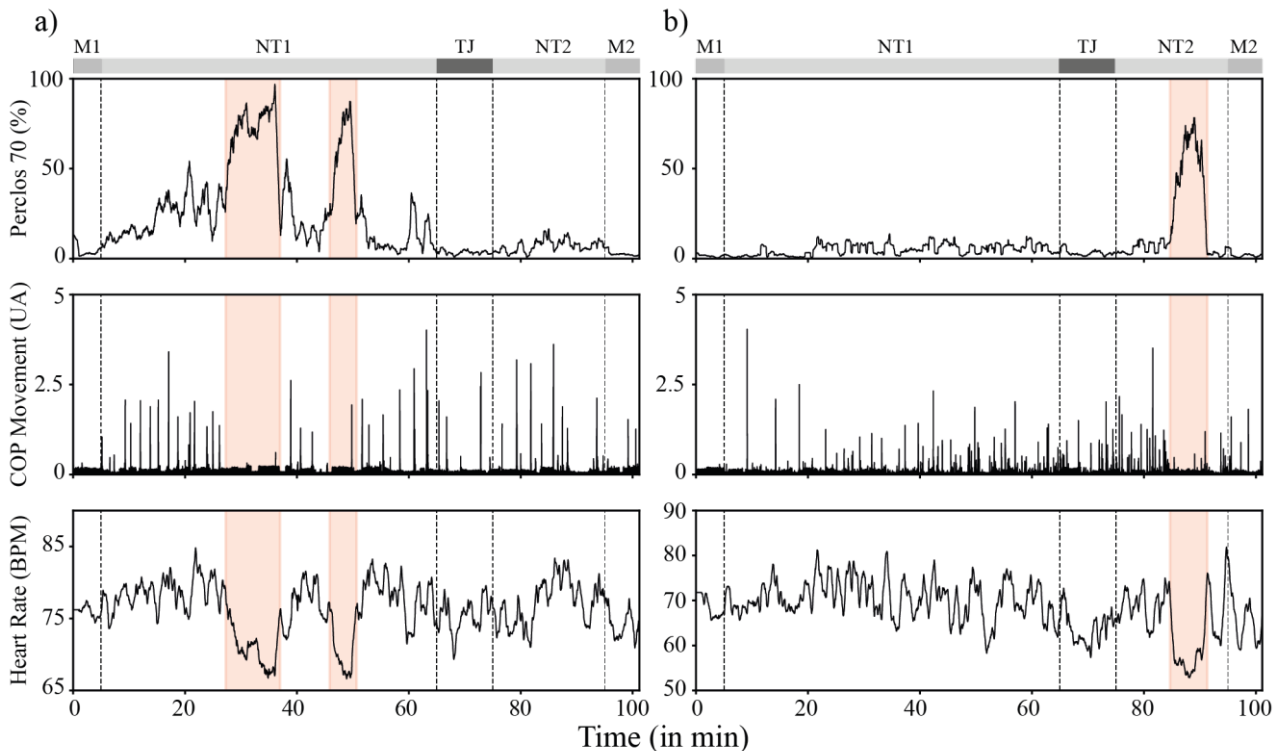 a)
b)
M1 NT1 TJ NT2 M2
M1 NT1 TJ NT2 M2
Perclos 70 (%)
100
50
0
100
50
0
COP Movement (UA)
5
2.5
0
5
2.5
0
Heart Rate (BPM)
85
75
65
90
80
70
60
50
0 20 40 60 80 100
0 20 40 60 80 100
Time (in min)